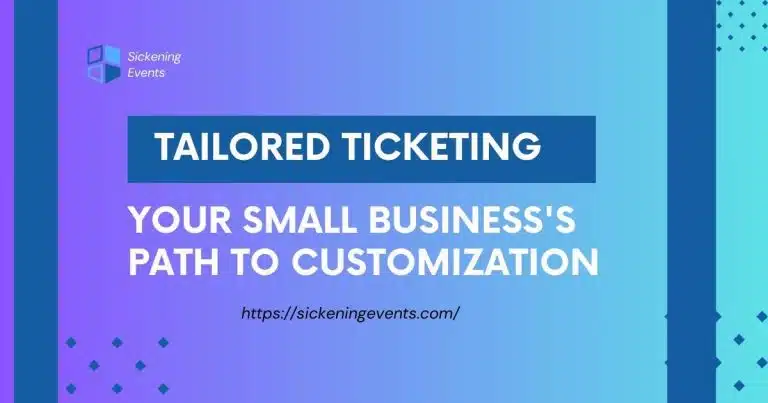 Sickening
Events
TAILORED TICKETING
YOUR SMALL BUSINESS'S
PATH TO CUSTOMIZATION
https://sickeningevents.com/